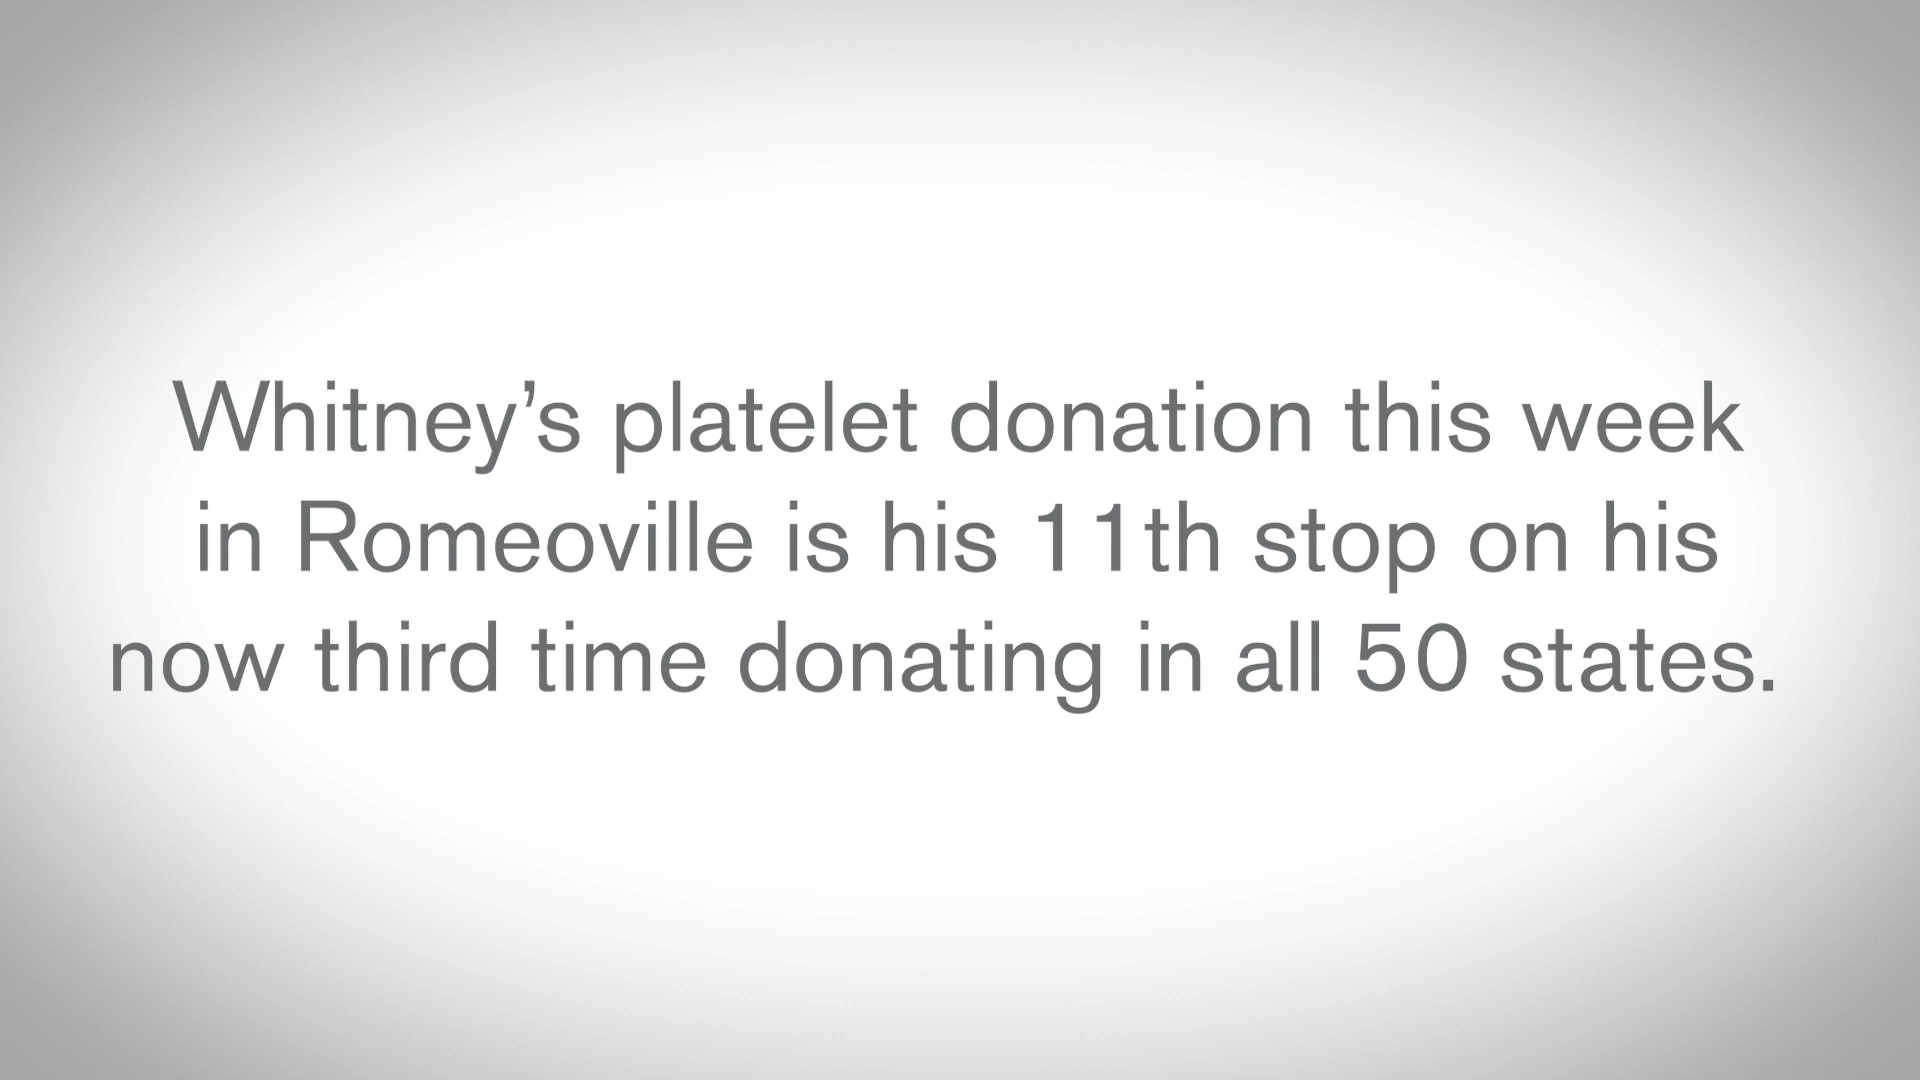 Whitney’s platelet donation this week
in Romeoville is his 11th stop on his
now third time donating in all 50 states.